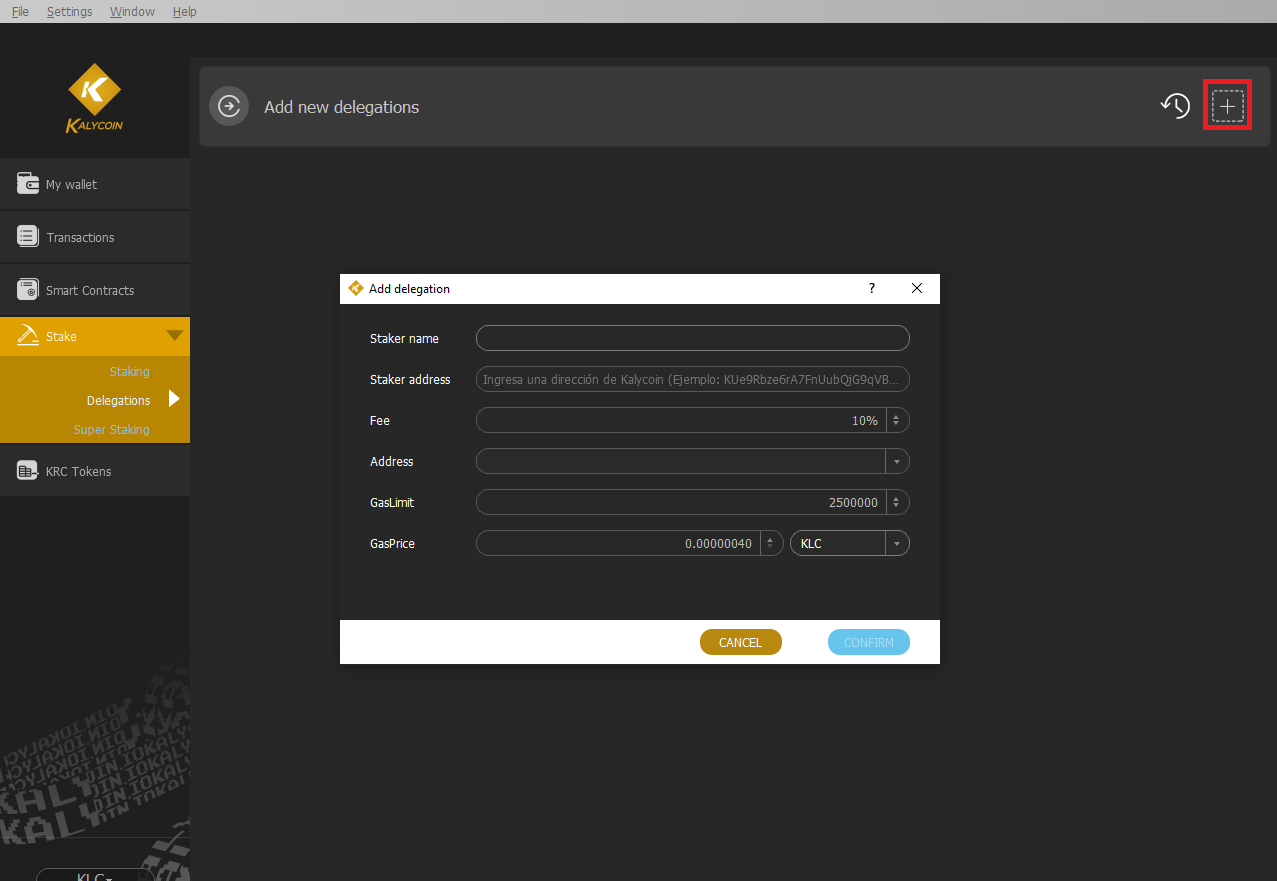 File Settings Window Help
KALYCOIN
Add new delegations
My wallet
Transactions
Smart Contracts
Stake
Staking
Delegations
Super Staking
KRC Tokens
Add delegation
?
Staker name
Staker address Ingresa una dirección de Kalycoin (Ejemplo: KUe9Rbze6rA7FnUubQjG9qVB...
Fee 10%
Address
GasLimit 2500000
GasPrice 0.00000040 KLC
CANCEL CONFIRM
KLC